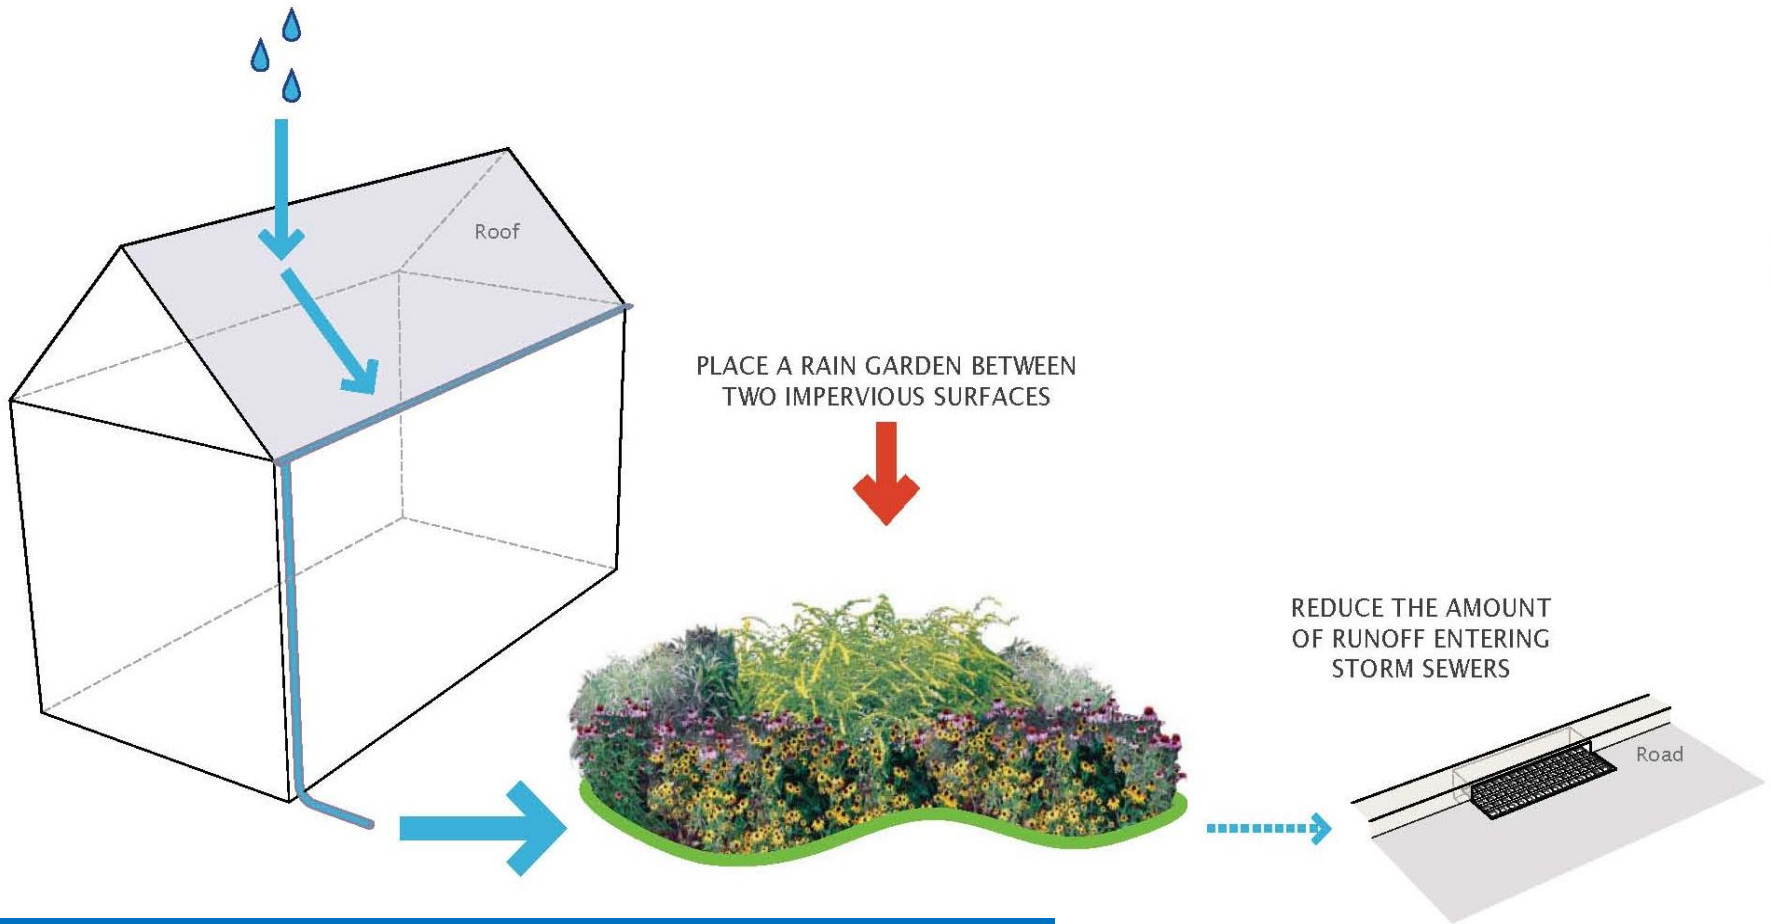 Roof
PLACE A RAIN GARDEN BETWEEN
TWO IMPERVIOUS SURFACES
REDUCE THE AMOUNT
OF RUNOFF ENTERING
STORM SEWERS
Road